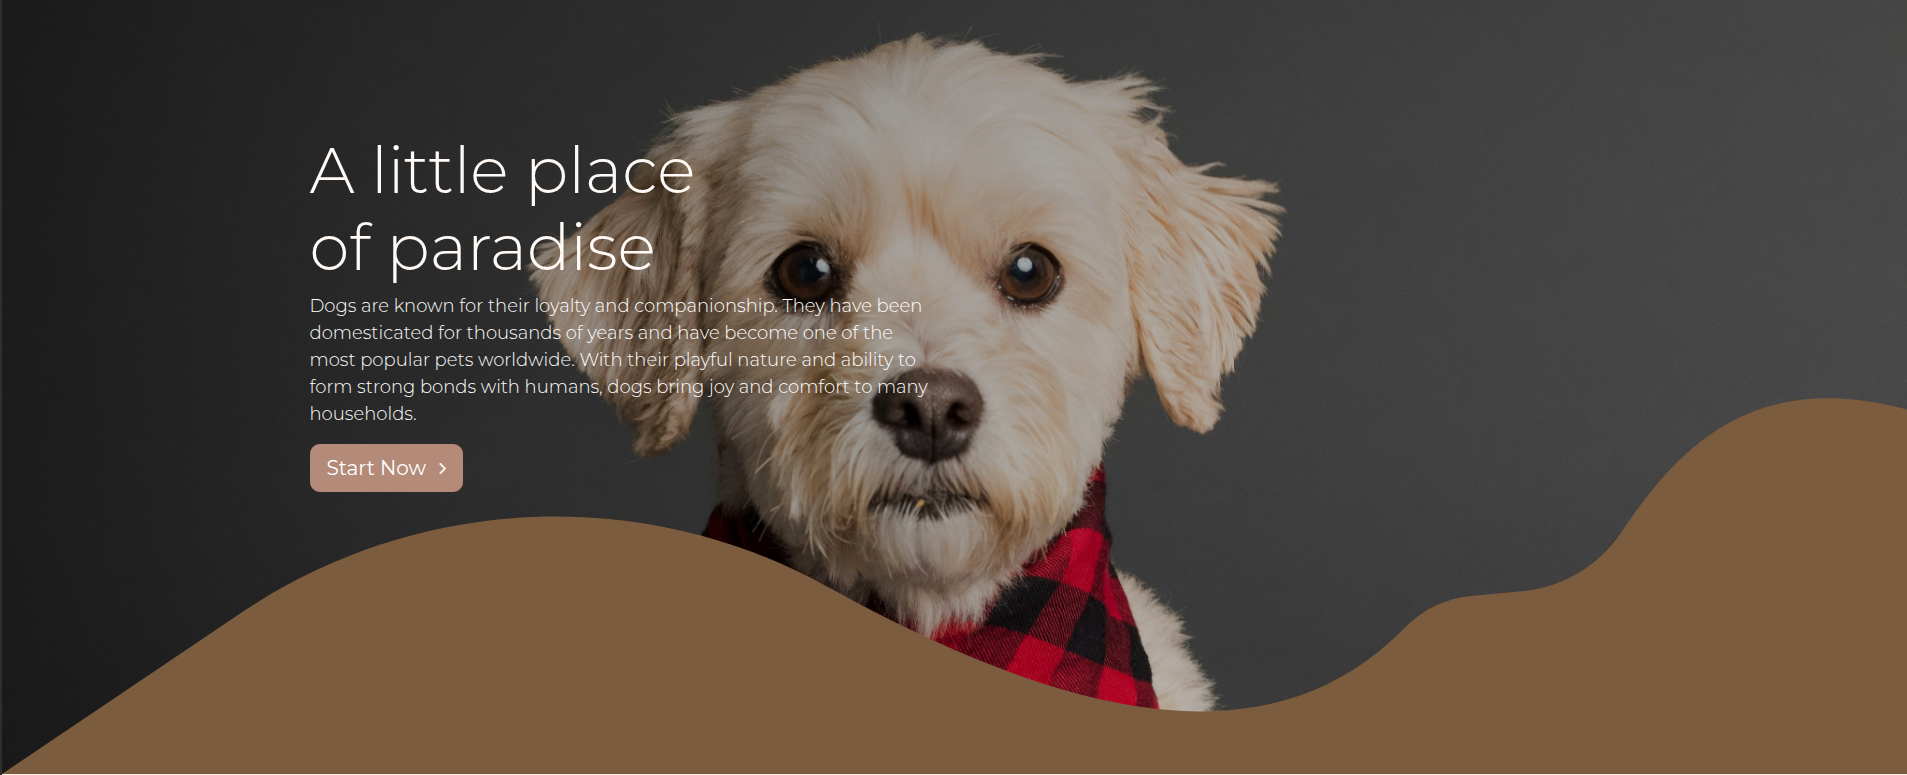 A little place
of paradise
Dogs are known for their loyalty and companionship. They have been
domesticated for thousands of years and have become one of the
most popular pets worldwide. With their playful nature and ability to
form strong bonds with humans, dogs bring joy and comfort to many
households.
Start Now